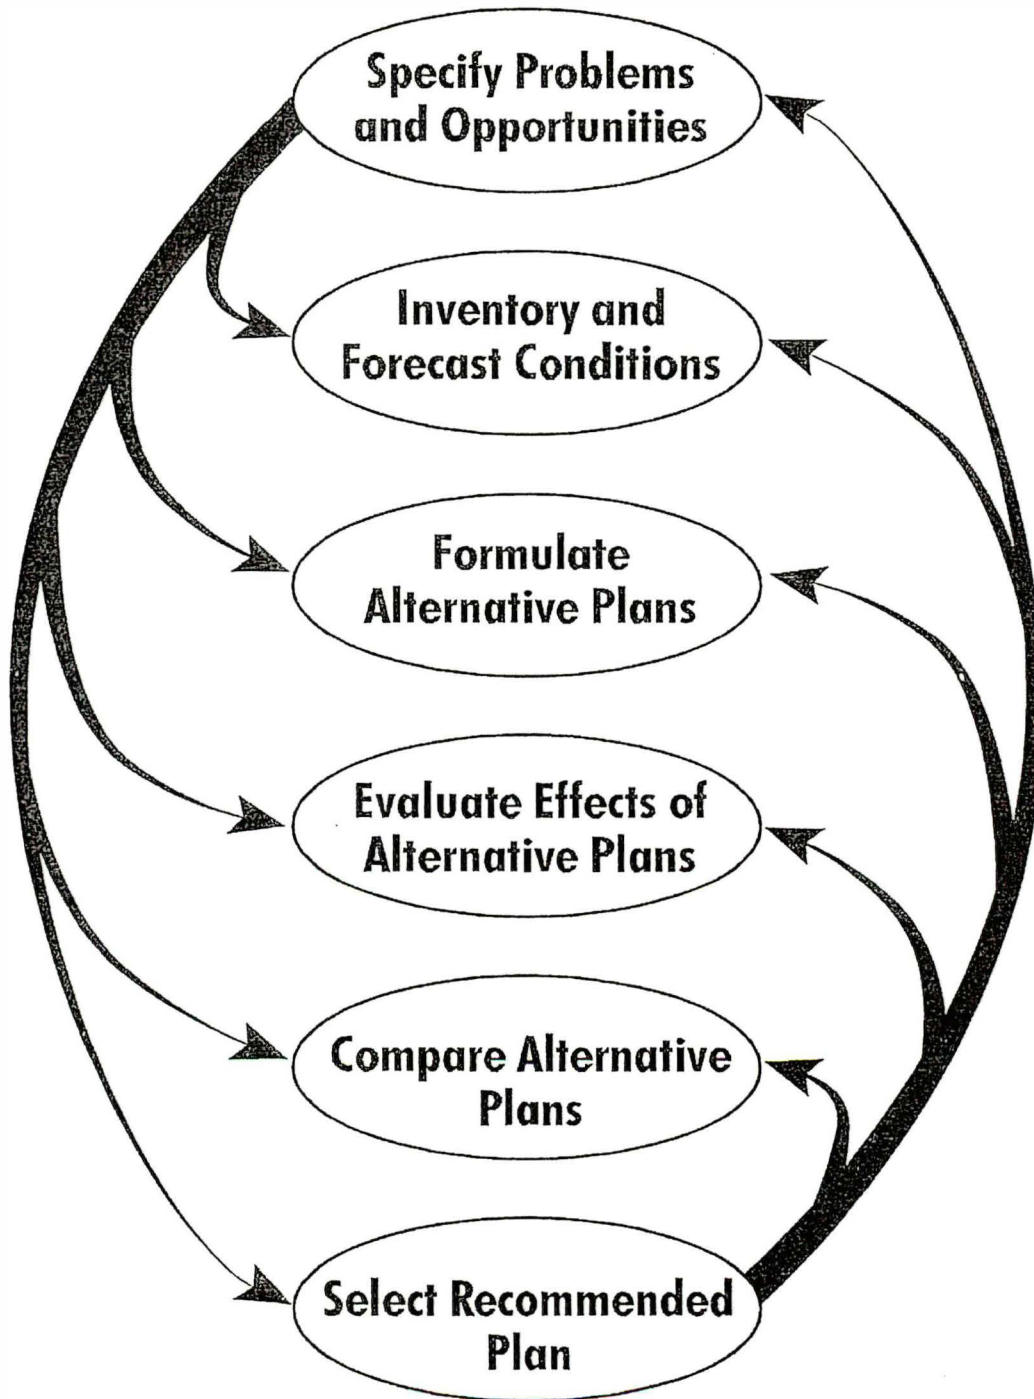 Specify Problems
and Opportunities
Inventory and
Forecast Conditions
Formulate
Alternative Plans
Evaluate Effects of
Alternative Plans
Compare Alternative
Plans
Select Recommended
Plan